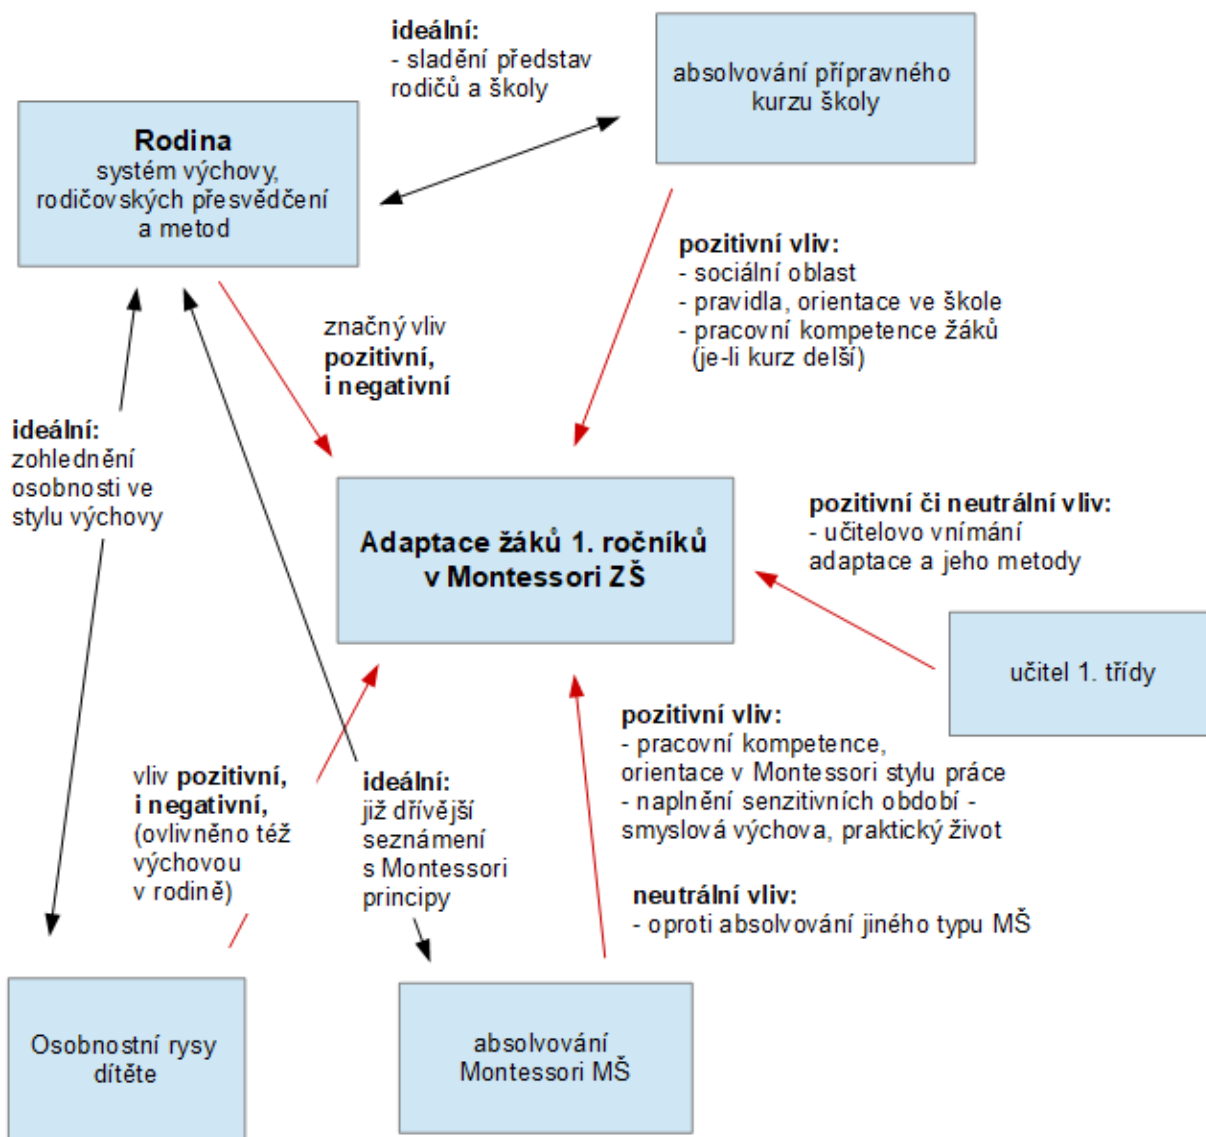 ideální:
- sladění představ
rodičů a školy
absolvování přípravného
kurzu školy
Rodina
systém výchovy,
rodičovských přesvědčení
a metod
pozitivní vliv:
- sociální oblast
- pravidla, orientace ve škole
- pracovní kompetence žáků
(je-li kurz delší)
značný vliv
pozitivní,
i negativní
ideální:
zohlednění
osobnosti ve
stylu výchovy
Adaptace žáků 1. ročníků
v Montessori ZŠ
pozitivní či neutrální vliv:
- učitelovo vnímání
adaptace a jeho metody
učitel 1. třídy
vliv pozitivní,
i negativní,
(ovlivněno též
výchovou
v rodině)
ideální:
již dřívější
seznámení
s Montessori
principy
pozitivní vliv:
- pracovní kompetence,
orientace v Montessori stylu práce
- naplnění senzitivních období -
smyslová výchova, praktický život
neutrální vliv:
- oproti absolvování jiného typu MŠ
Osobnostní rysy
dítěte
absolvování
Montessori MŠ